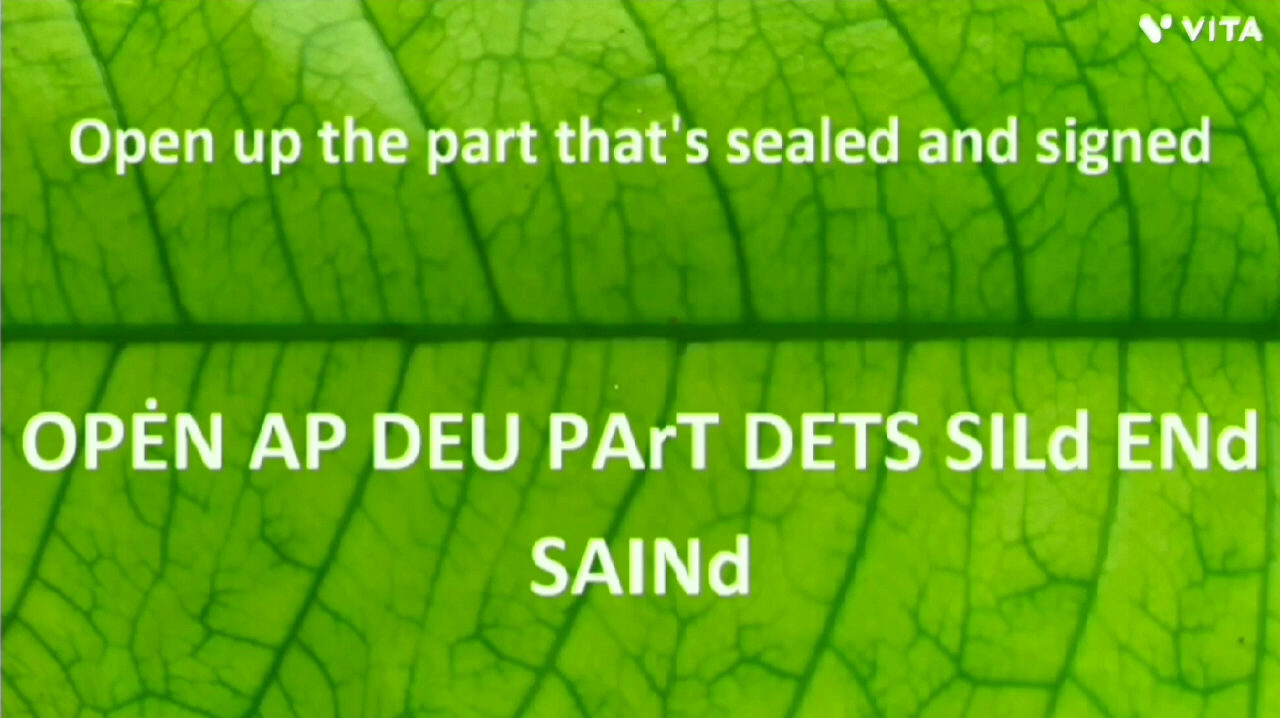 VITA
Open up the part that's sealed and signed
OPĖN AP DEU PArT DETS SILd ENd
SAINd